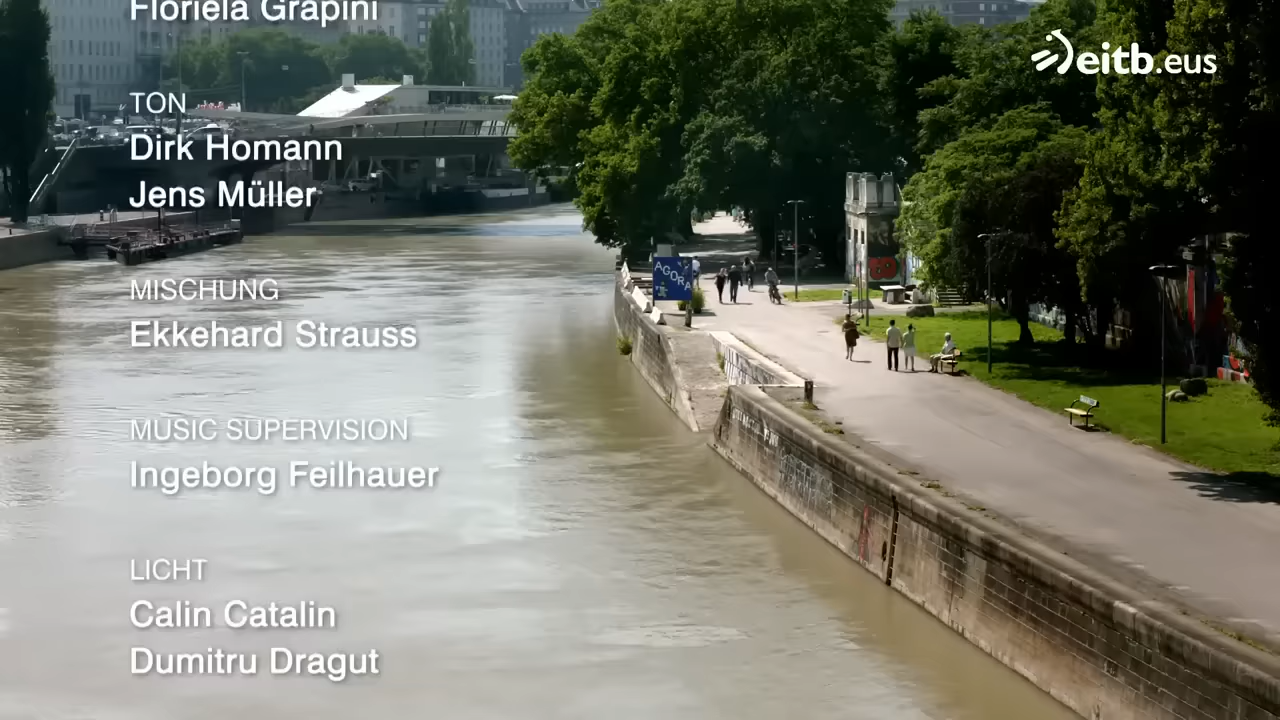 Floriela Grapini
eitb.eus
TON
Dirk Homann
Jens Müller
AGORA
MISCHUNG
Ekkehard Strauss
MUSIC SUPERVISION
Ingeborg Feilhauer
LICHT
Calin Catalin
Dumitru Dragut